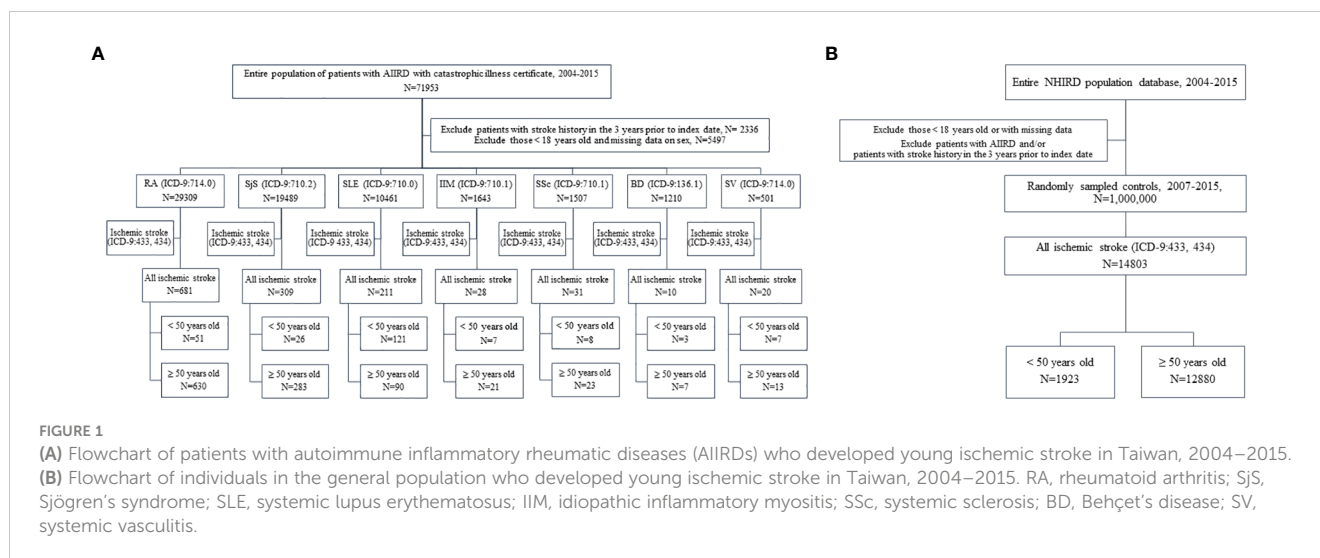 A
Entire population of patients with AIIRD with catastrophic illness certificate, 2004-2015
N=71953
Exclude patients with stroke history in the 3 years prior to index date, N= 2336
Exclude those < 18 years old and missing data on sex, N=5497
RA (ICD-9:714.0)
N=29309
SjS (ICD-9:710.2)
N=19489
SLE (ICD-9:710.0)
N=10461
IIM (ICD-9:710.1)
N=1643
SSc (ICD-9:710.1)
N=1507
BD (ICD-9:136.1)
N=1210
SV (ICD-9:714.0)
N=501
Ischemic stroke
(ICD-9:433, 434)
Ischemic stroke
(ICD-9:433, 434)
Ischemic stroke
(ICD-9 433, 434)
Ischemic stroke
(ICD-9:433, 434)
Ischemic stroke
(ICD-9:433, 434)
Ischemic stroke
(ICD-9:433, 434)
Ischemic stroke
(ICD-9:433, 434)
All ischemic stroke
N=681
All ischemic stroke
N=309
All ischemic stroke
N=211
All ischemic stroke
N=28
All ischemic stroke
N=31
All ischemic stroke
N=10
All ischemic stroke
N=20
< 50 years old
N=51
< 50 years old
N=26
< 50 years old
N=121
< 50 years old
N=7
< 50 years old
N=8
< 50 years old
N=3
< 50 years old
N=7
≥ 50 years old
N=630
≥ 50 years old
N=283
≥ 50 years old
N=90
≥ 50 years old
N=21
≥ 50 years old
N=23
≥ 50 years old
N=7
≥ 50 years old
N=13
B
Entire NHIRD population database, 2004-2015
Exclude those < 18 years old or with missing data
Exclude patients with AIIRD and/or
patients with stroke history in the 3 years prior to index date
Randomly sampled controls, 2007-2015,
N=1,000,000
All ischemic stroke (ICD-9:433, 434)
N=14803
< 50 years old
N=1923
≥ 50 years old
N=12880
FIGURE 1
(A) Flowchart of patients with autoimmune inflammatory rheumatic diseases (AIIRDs) who developed young ischemic stroke in Taiwan, 2004–2015.
(B) Flowchart of individuals in the general population who developed young ischemic stroke in Taiwan, 2004–2015. RA, rheumatoid arthritis; SjS,
Sjögren's syndrome; SLE, systemic lupus erythematosus; IIM, idiopathic inflammatory myositis; SSc, systemic sclerosis; BD, Behçet's disease; SV,
systemic vasculitis.